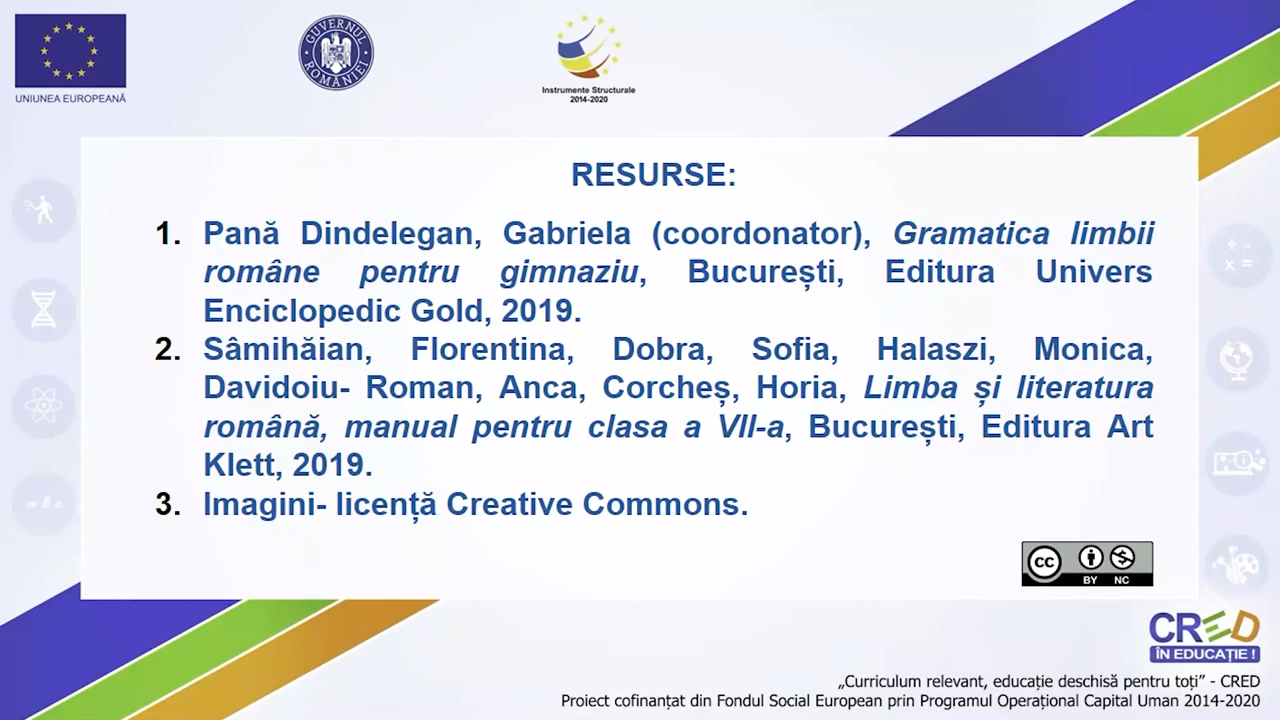 UNIUNEA EUROPEANĂ
GUVERNUL ROMÂNIEI
Instrumente Structurale
2014-2020
RESURSE:
1. Pană Dindelegan, Gabriela (coordonator), Gramatica limbii
române pentru gimnaziu, București, Editura Univers
Enciclopedic Gold, 2019.
2. Sâmihăian, Florentina, Dobra, Sofia, Halaszi, Monica,
Davidoiu- Roman, Anca, Corcheș, Horia, Limba și literatura
română, manual pentru clasa a VII-a, București, Editura Art
Klett, 2019.
3. Imagini- licență Creative Commons.
+ -
x =
a b c
cc
BY NC
CRED
ÎN EDUCAȚIE !
„Curriculum relevant, educație deschisă pentru toți” - CRED
Proiect cofinanțat din Fondul Social European prin Programul Operațional Capital Uman 2014-2020